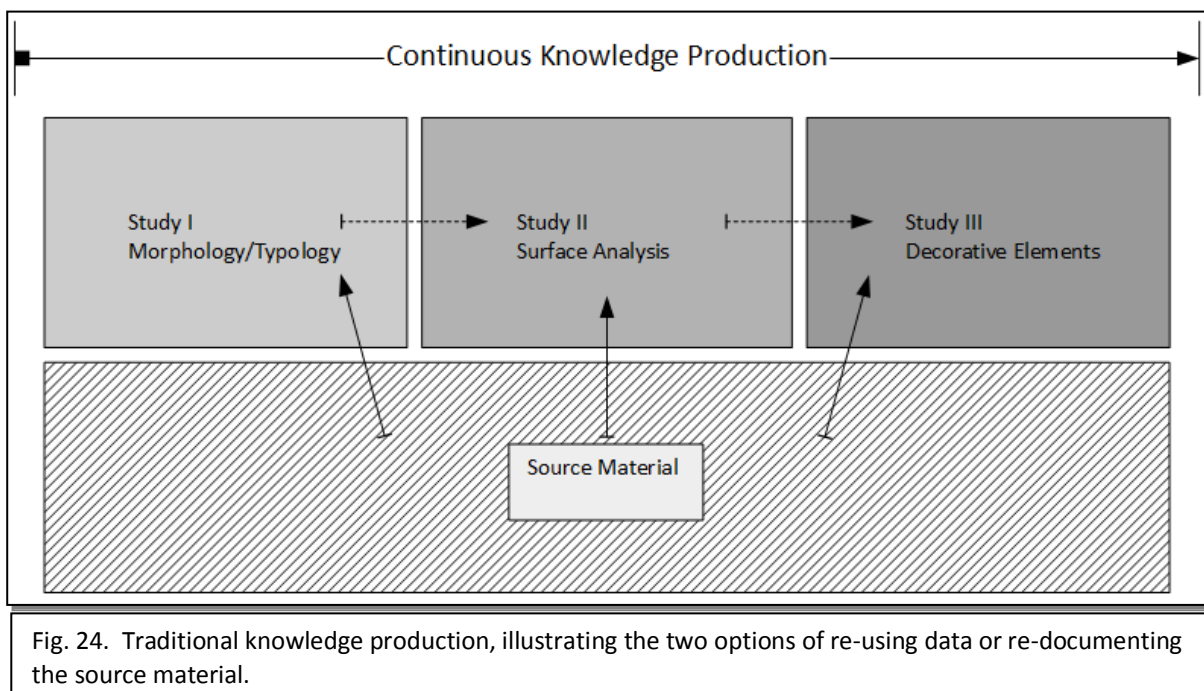 Continuous Knowledge Production
Study I
Morphology/Typology
Study II
Surface Analysis
Study III
Decorative Elements
Source Material
Fig. 24. Traditional knowledge production, illustrating the two options of re-using data or re-documenting
the source material.